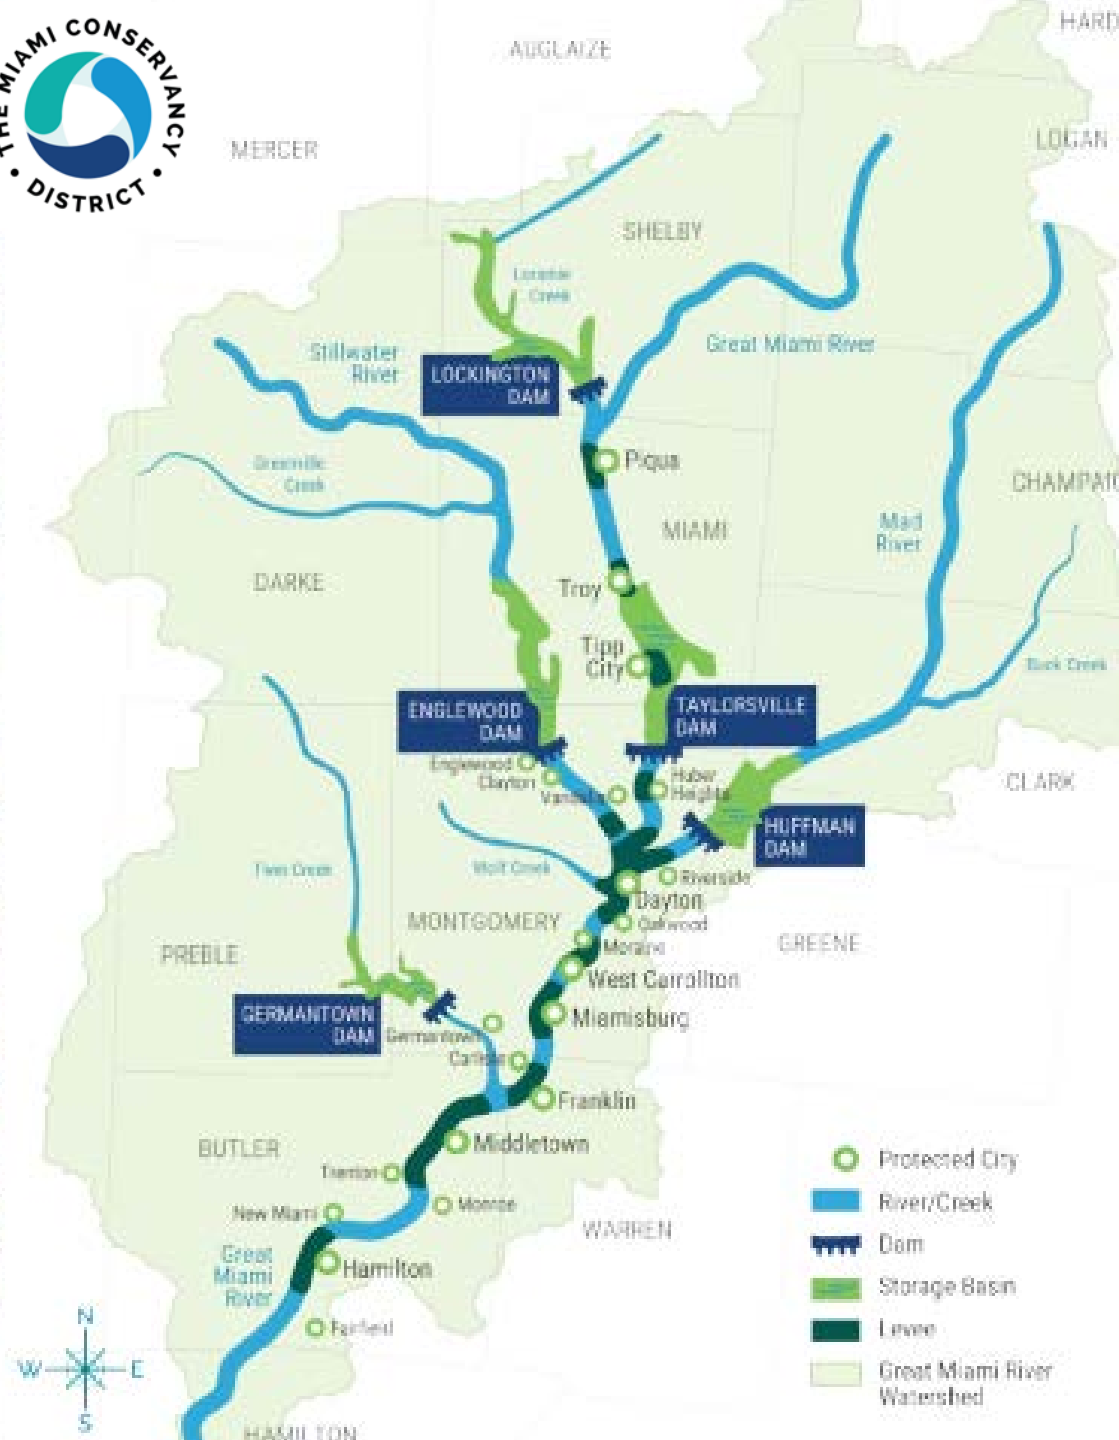 THE MIAMI CONSERVANCY
• DISTRICT •
AUGLAIZE
HARD
MERCER
LOGAN
SHELBY
Loramie
Creek
Stillwater
River
Great Miami River
LOCKINGTON
DAM
Piqua
Greenville
Creek
CHAMPAIG
Mad
River
MIAMI
DARKE
Troy
Tipp
City
Buck Creek
ENGLEWOOD
DAM
TAYLORSVILLE
DAM
Englewood
Clayton
Huber
Heights
Vandalia
CLARK
HUFFMAN
DAM
Twin Creek
Wolf Creek
Riverside
Dayton
MONTGOMERY
Oakwood
GREENE
Moraine
PREBLE
West Carrollton
GERMANTOWN
DAM
Miamisburg
Germantown
Carlisle
Franklin
BUTLER
Middletown
Trenton
Monroe
New Miami
WARREN
Great
Miami
River
Hamilton
Fairfield
HAMILTON
N
W
E
S
Protected City
River/Creek
Dam
Storage Basin
Levee
Great Miami River
Watershed